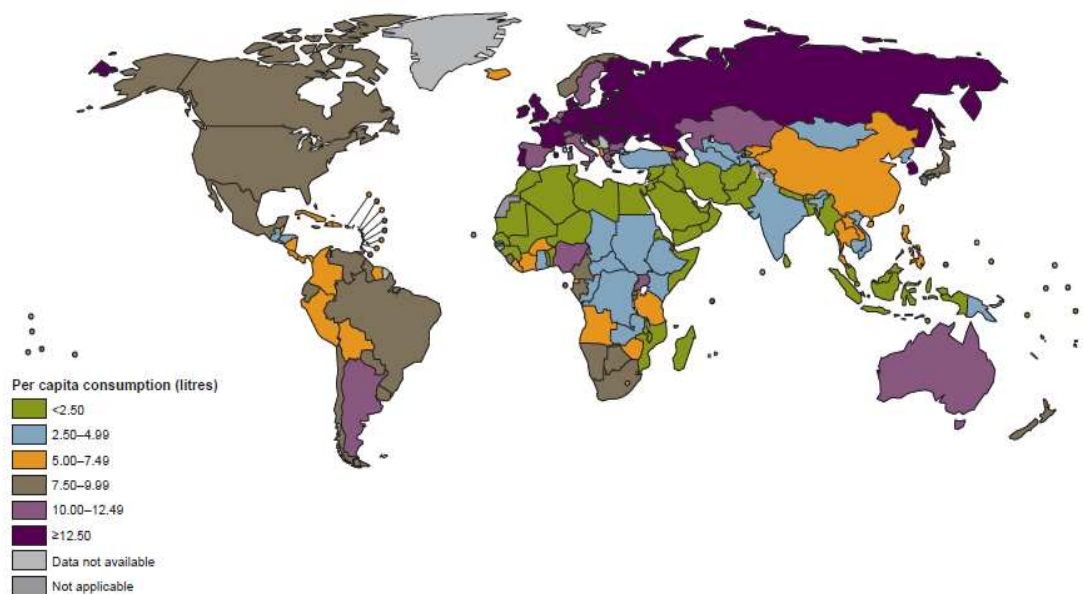 Per capita consumption (litres)
<2.50
2.50–4.99
5.00–7.49
7.50–9.99
10.00–12.49
≥12.50
Data not available
Not applicable